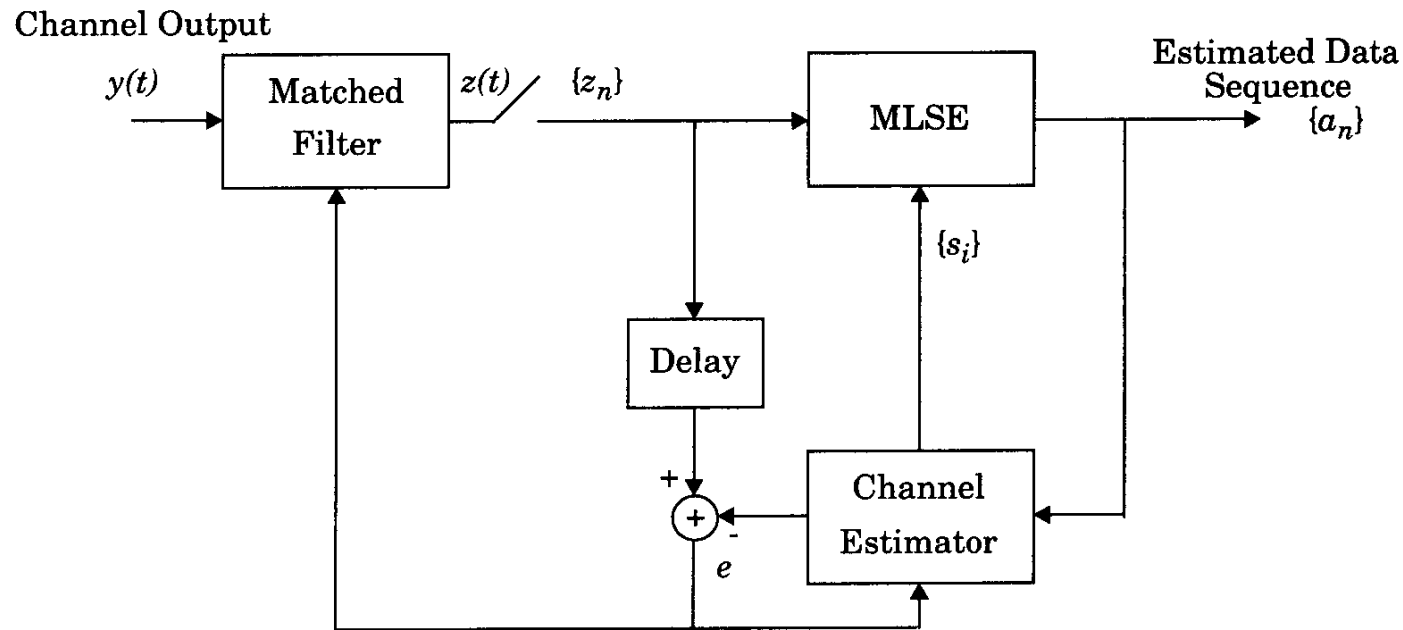 Channel Output
y(t)
Matched
Filter
z(t)
{z_n}
MLSE
Estimated Data
Sequence
{a_n}
{s_i}
Delay
+
+
-
e
Channel
Estimator